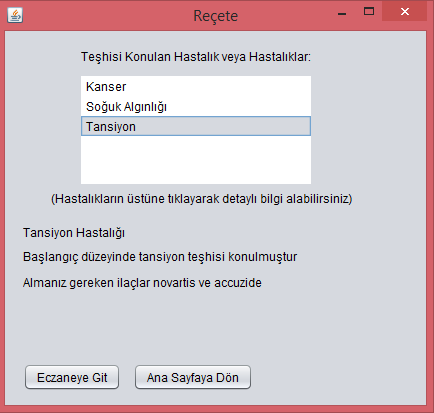 Reçete
Teşhisi Konulan Hastalık veya Hastalıklar:
Kanser
Soğuk Algınlığı
Tansiyon
(Hastalıkların üstüne tıklayarak detaylı bilgi alabilirsiniz)
Tansiyon Hastalığı
Başlangıç düzeyinde tansiyon teşhisi konulmuştur
Almanız gereken ilaçlar novartis ve accuzide
Eczaneye Git
Ana Sayfaya Dön